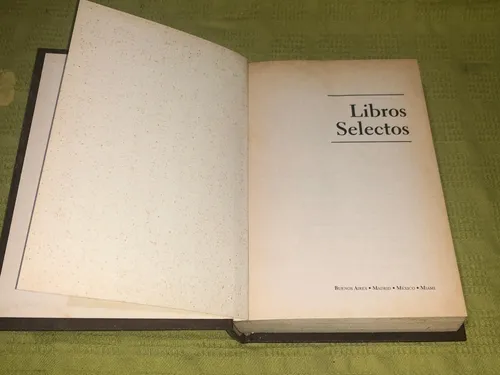 Libros
Selectos
BUENOS AIRES • MADRID • MÉXICO • MIAMI